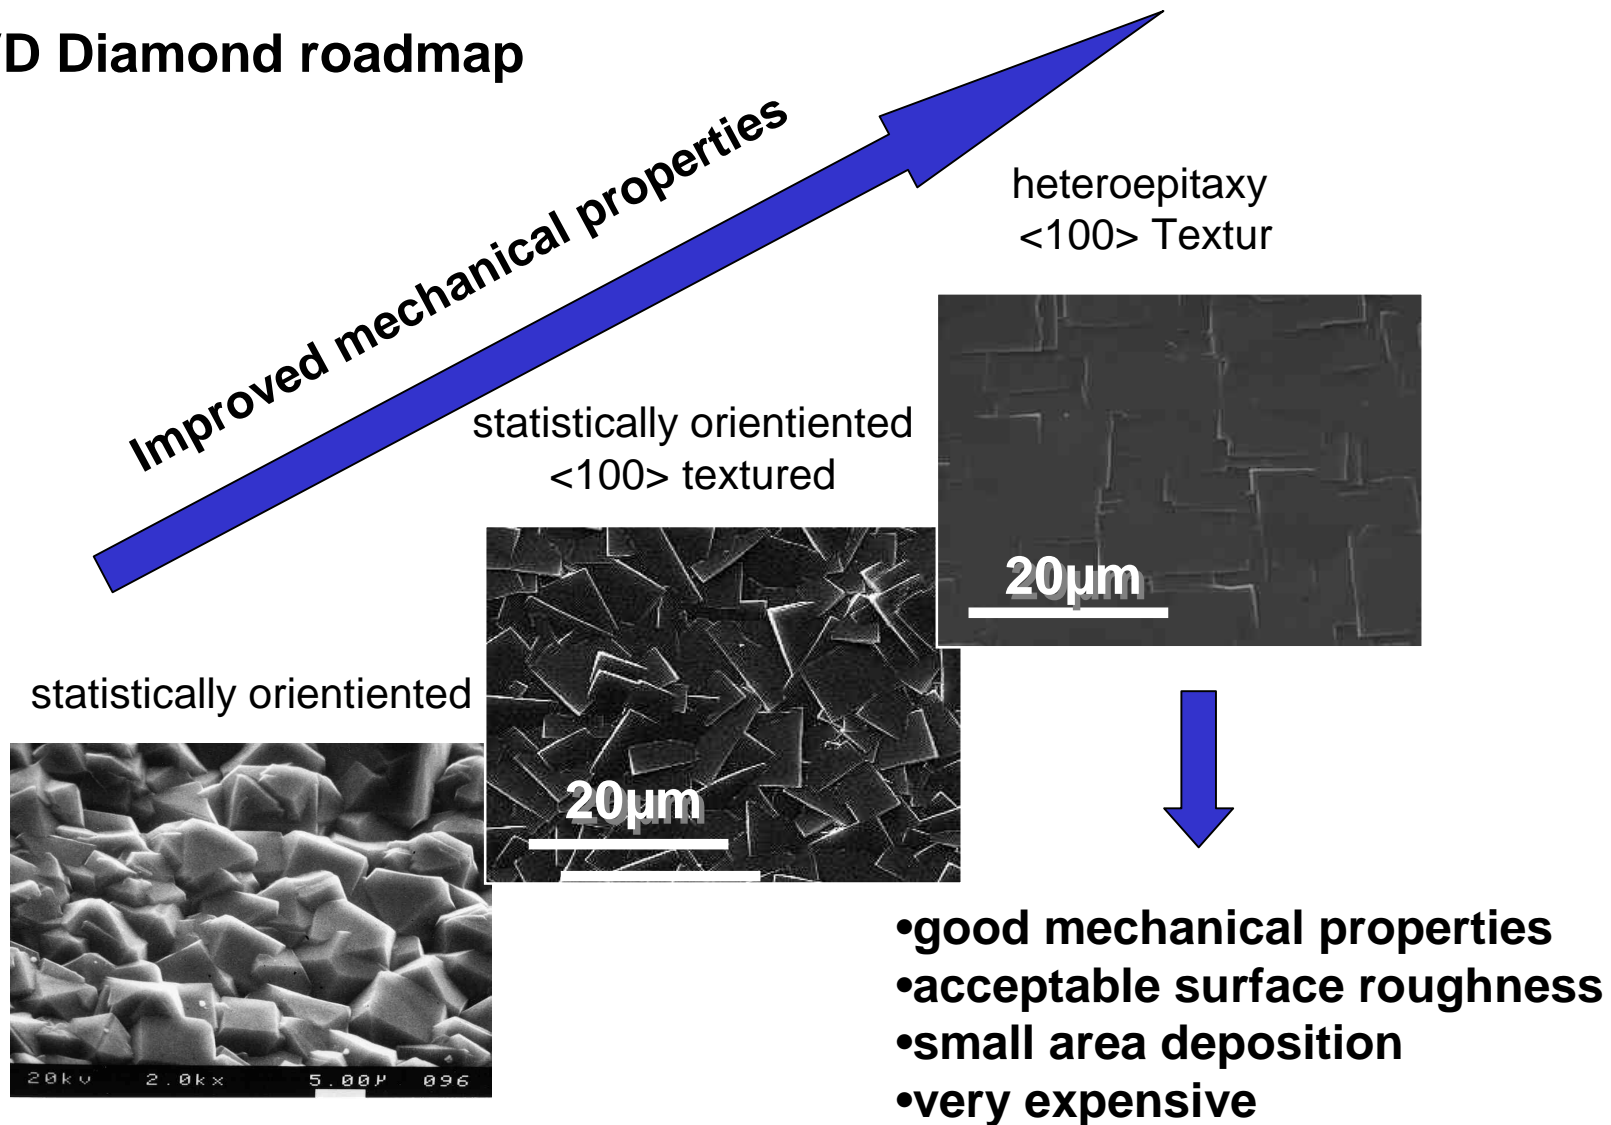 /D Diamond roadmap
Improved mechanical properties
heteroepitaxy
<100> Textur
20µm
statistically orientiented
<100> textured
20µm
statistically orientiented
20kv 2.0kx 5.00µ 096
•good mechanical properties
•acceptable surface roughness
•small area deposition
•very expensive